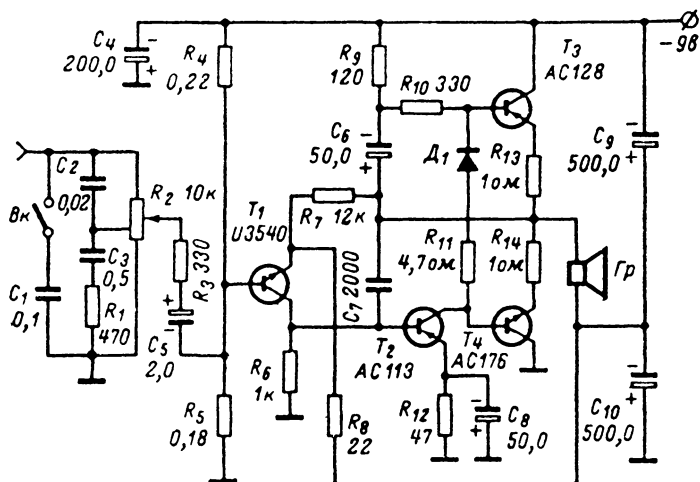 C4
200,0
R4
0,22
R9
120
R10 330
T3
AC128
-9В
C6
50,0
Д1
R13
1ом
C9
500,0
C2
0,02
Вк
R2 10к
T1
U3540
R7 12к
C3
0,5
R3 330
C1
0,1
R1
470
C5
2,0
C7 2000
R11
4,7ом
R14
1ом
Гр
T2
AC113
T4
AC176
R6
1к
R5
0,18
R8
22
R12
47
C8
50,0
C10
500,0